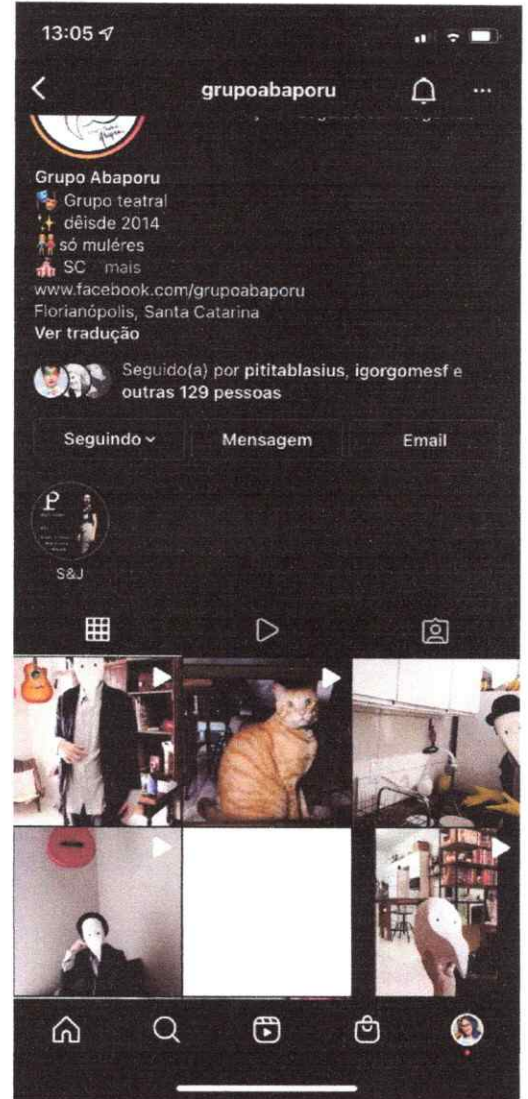 13:05
grupoabaporu
Grupo Abaporu
Grupo teatral
dêisde 2014
só muléres
SC mais
www.facebook.com/grupoabaporu
Florianópolis, Santa Catarina
Ver tradução
Seguido(a) por pititablasius, igorgomesf e
outras 129 pessoas
Seguindo Mensagem Email
P
S&J